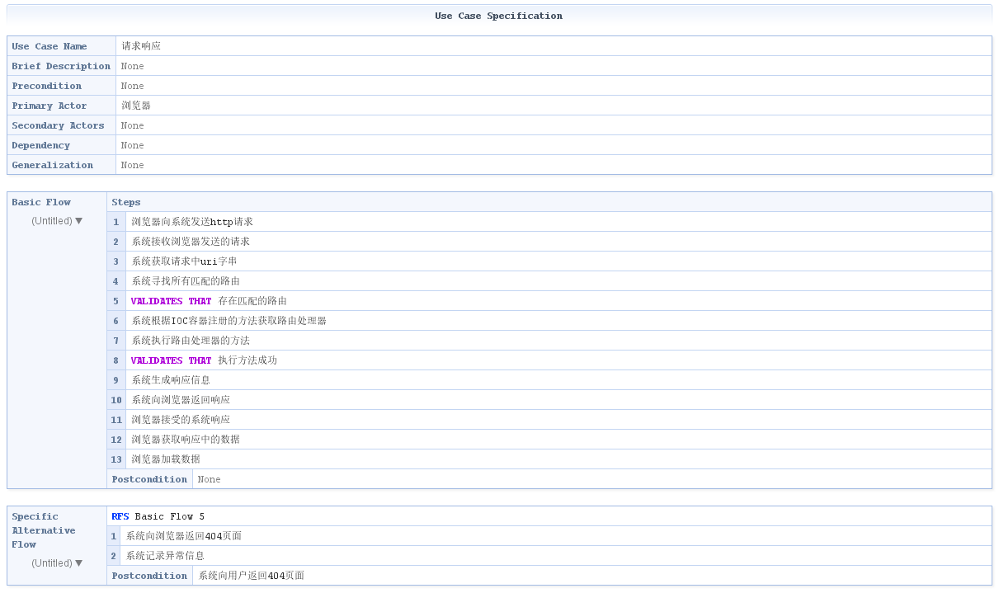 Use Case Specification
Use Case Name 请求响应
Brief Description None
Precondition None
Primary Actor 浏览器
Secondary Actors None
Dependency None
Generalization None
Basic Flow Steps
(Untitled) ▼
1 浏览器向系统发送http请求
2 系统接收浏览器发送的请求
3 系统获取请求中uri字串
4 系统寻找所有匹配的路由
5 VALIDATES THAT 存在匹配的路由
6 系统根据IOC容器注册的方法获取路由处理器
7 系统执行路由处理器的方法
8 VALIDATES THAT 执行方法成功
9 系统生成响应信息
10 系统向浏览器返回响应
11 浏览器接受的系统响应
12 浏览器获取响应中的数据
13 浏览器加载数据
Postcondition None
Specific
Alternative
Flow
(Untitled) ▼
RFS Basic Flow 5
1 系统向浏览器返回404页面
2 系统记录异常信息
Postcondition 系统向用户返回404页面